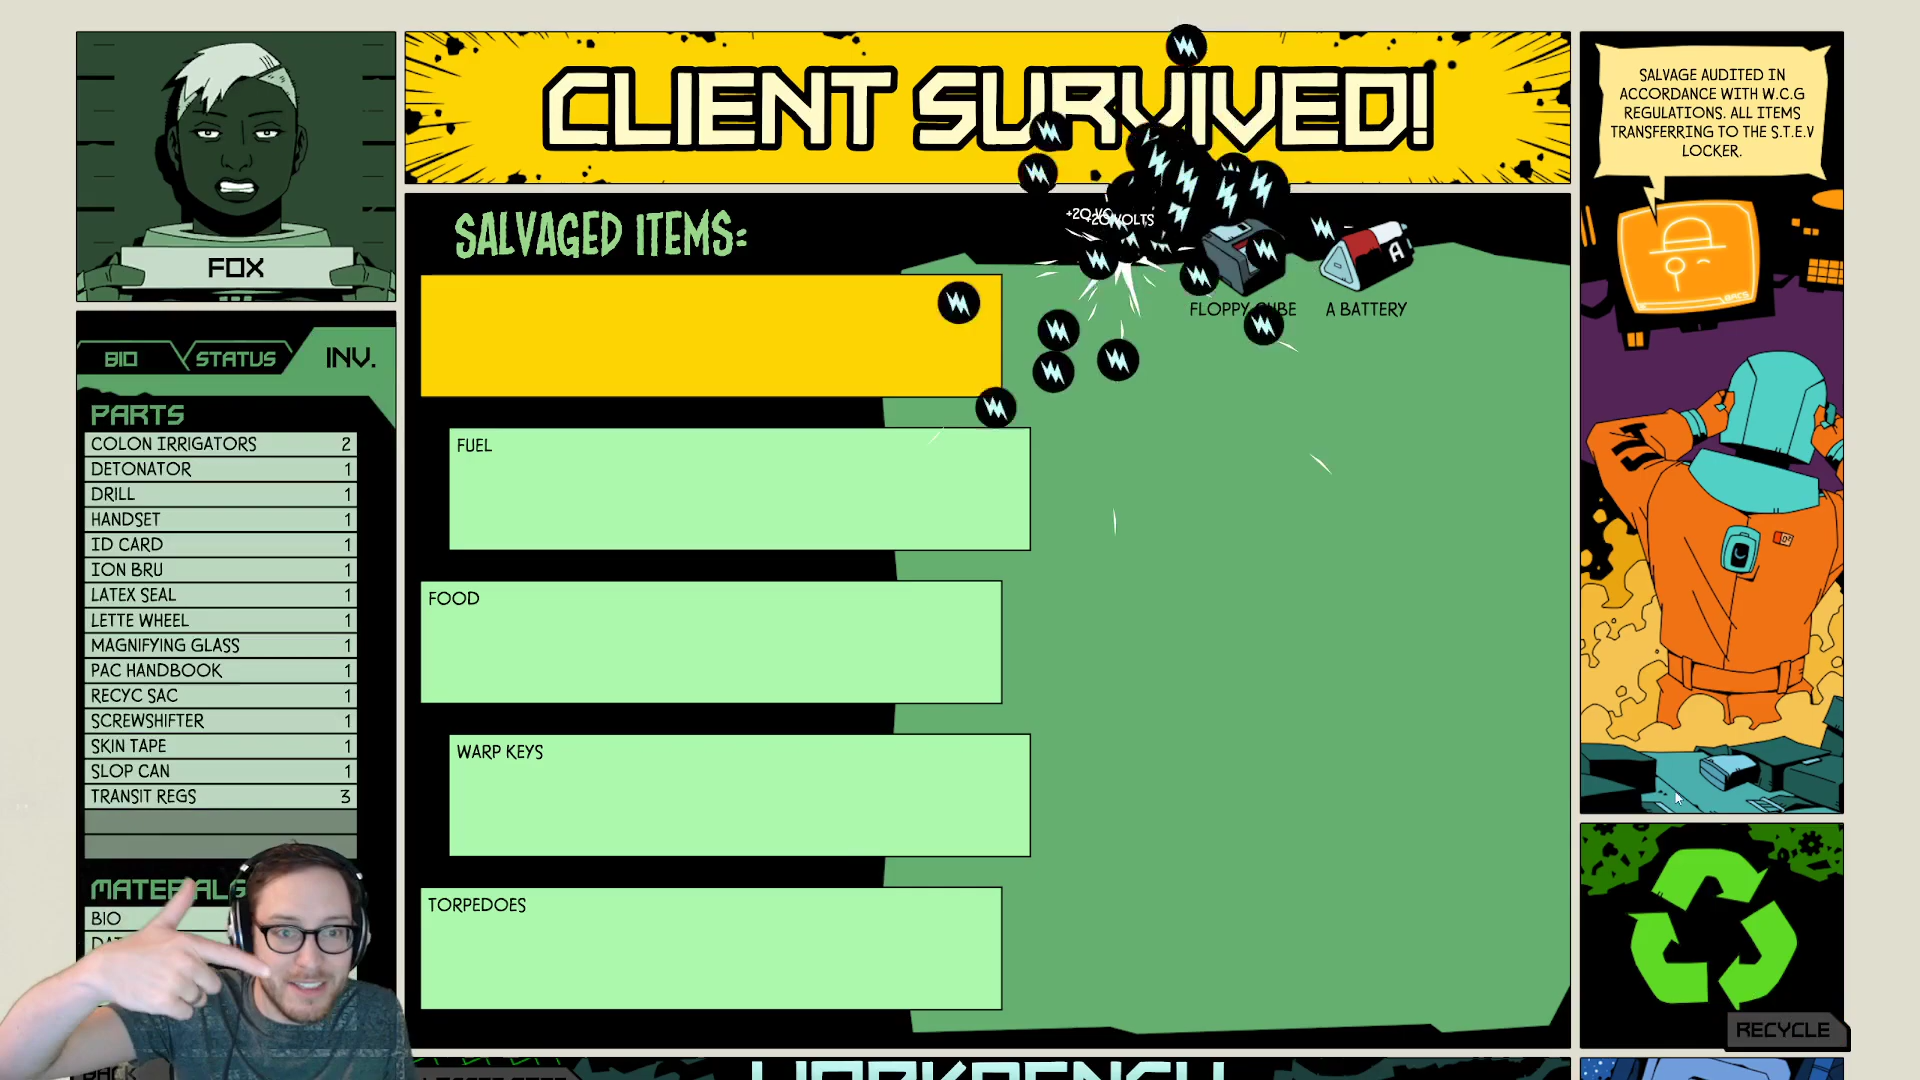 FOX
BIO
STATUS
INV.
PARTS
COLON IRRIGATORS 2
DETONATOR 1
DRILL 1
HANDSET 1
ID CARD 1
ION BRU 1
LATEX SEAL 1
LETTE WHEEL 1
MAGNIFYING GLASS 1
PAC HANDBOOK 1
RECYC SAC 1
SCREWSHIFTER 1
SKIN TAPE 1
SLOP CAN 1
TRANSIT REGS 3
MATERIALS
BIO
CLIENT SURVIVED!
SALVAGED ITEMS:
VOLTS
FLOPPY CUBE
A
A BATTERY
FUEL
FOOD
WARP KEYS
TORPEDOES
SALVAGE AUDITED IN
ACCORDANCE WITH W.C.G
REGULATIONS. ALL ITEMS
TRANSFERRING TO THE S.T.E.V
LOCKER.
RECYCLE